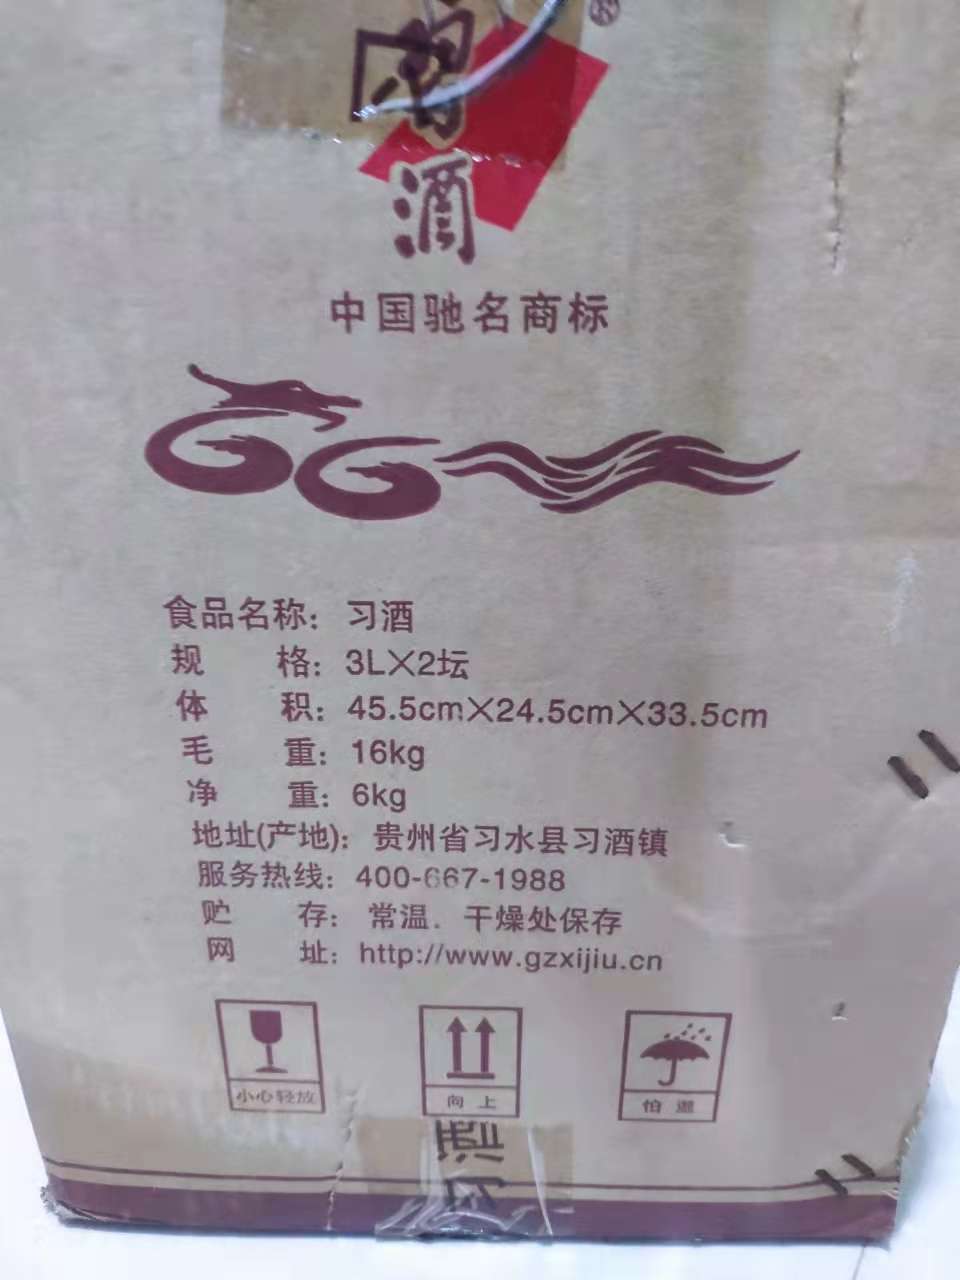 習
酒
®
中国驰名商标
食品名称：习酒
规 格：3L×2坛
体 积：45.5cm×24.5cm×33.5cm
毛 重：16kg
净 重：6kg
地址(产地)：贵州省习水县习酒镇
服务热线：400-667-1988
贮 存：常温．干燥处保存
网 址：http://www.gzxijiu.cn
小心轻放
向上
怕湿